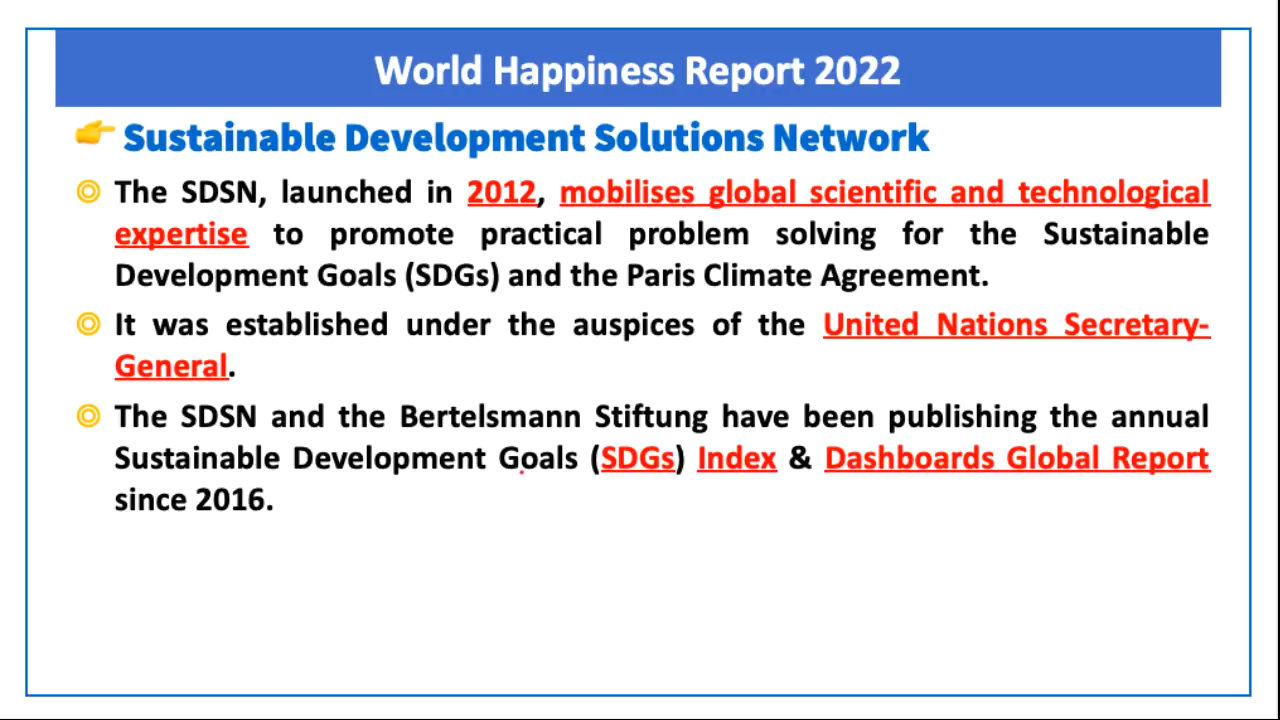 World Happiness Report 2022
Sustainable Development Solutions Network
The SDSN, launched in 2012, mobilises global scientific and technological
expertise to promote practical problem solving for the Sustainable
Development Goals (SDGs) and the Paris Climate Agreement.
It was established under the auspices of the United Nations Secretary-
General.
The SDSN and the Bertelsmann Stiftung have been publishing the annual
Sustainable Development Goals (SDGs) Index & Dashboards Global Report
since 2016.